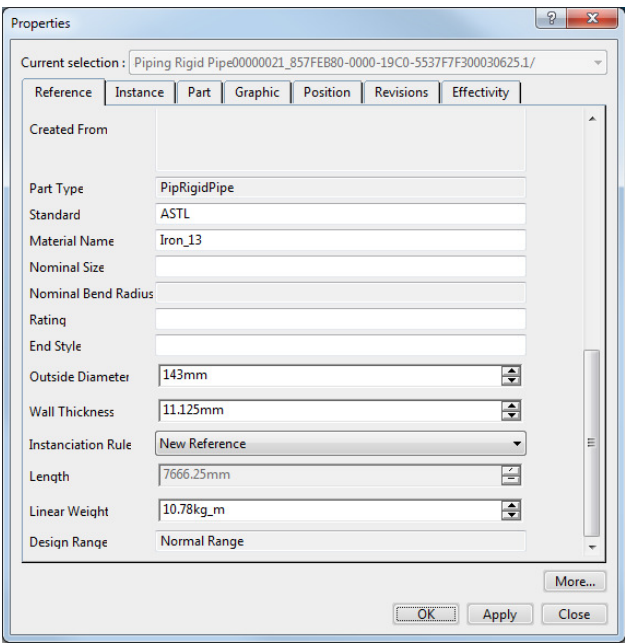 Properties
Current selection : Piping Rigid Pipe00000021_857FEB80-0000-19C0-5537F7F300030625.1/
Reference Instance Part Graphic Position Revisions Effectivity
Created From
Part Type PipRigidPipe
Standard ASTL
Material Name Iron_13
Nominal Size
Nominal Bend Radius
Rating
End Style
Outside Diameter 143mm
Wall Thickness 11.125mm
Instanciation Rule New Reference
Length 7666.25mm
Linear Weight 10.78kg_m
Design Range Normal Range
More...
OK Apply Close